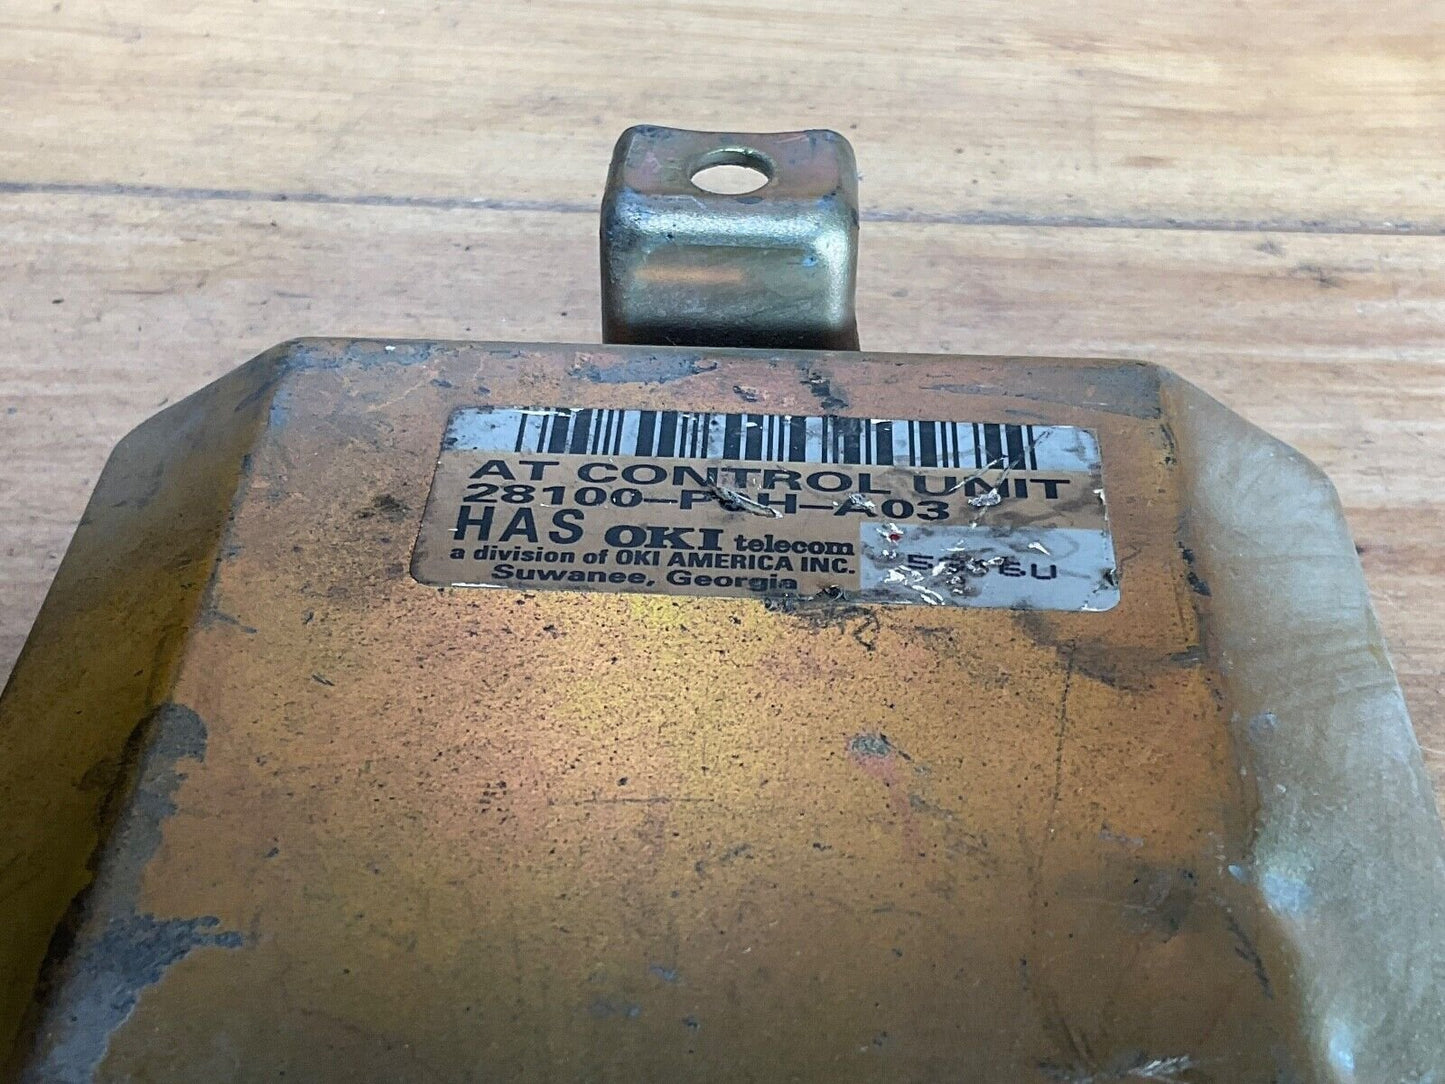 AT CONTROL UNIT
HAS OKI telecom
a division of OKI AMERICA INC.
Suwanee, Georgia